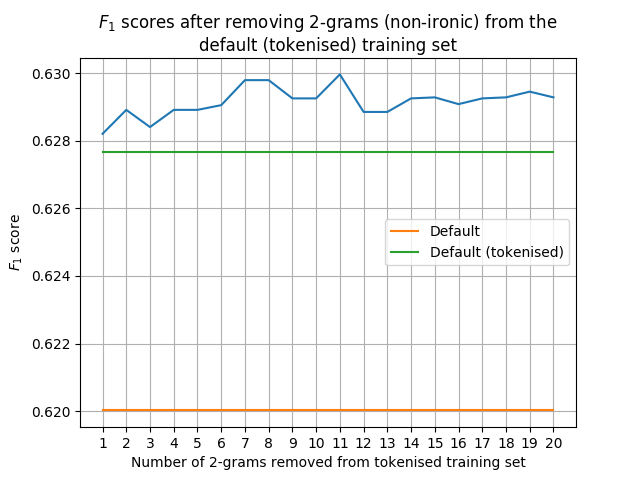 F₁ scores after removing 2-grams (non-ironic) from the
default (tokenised) training set
0.630
0.628
0.626
0.624
0.622
0.620
F₁ score
Default
Default (tokenised)
1 2 3 4 5 6 7 8 9 10 11 12 13 14 15 16 17 18 19 20
Number of 2-grams removed from tokenised training set